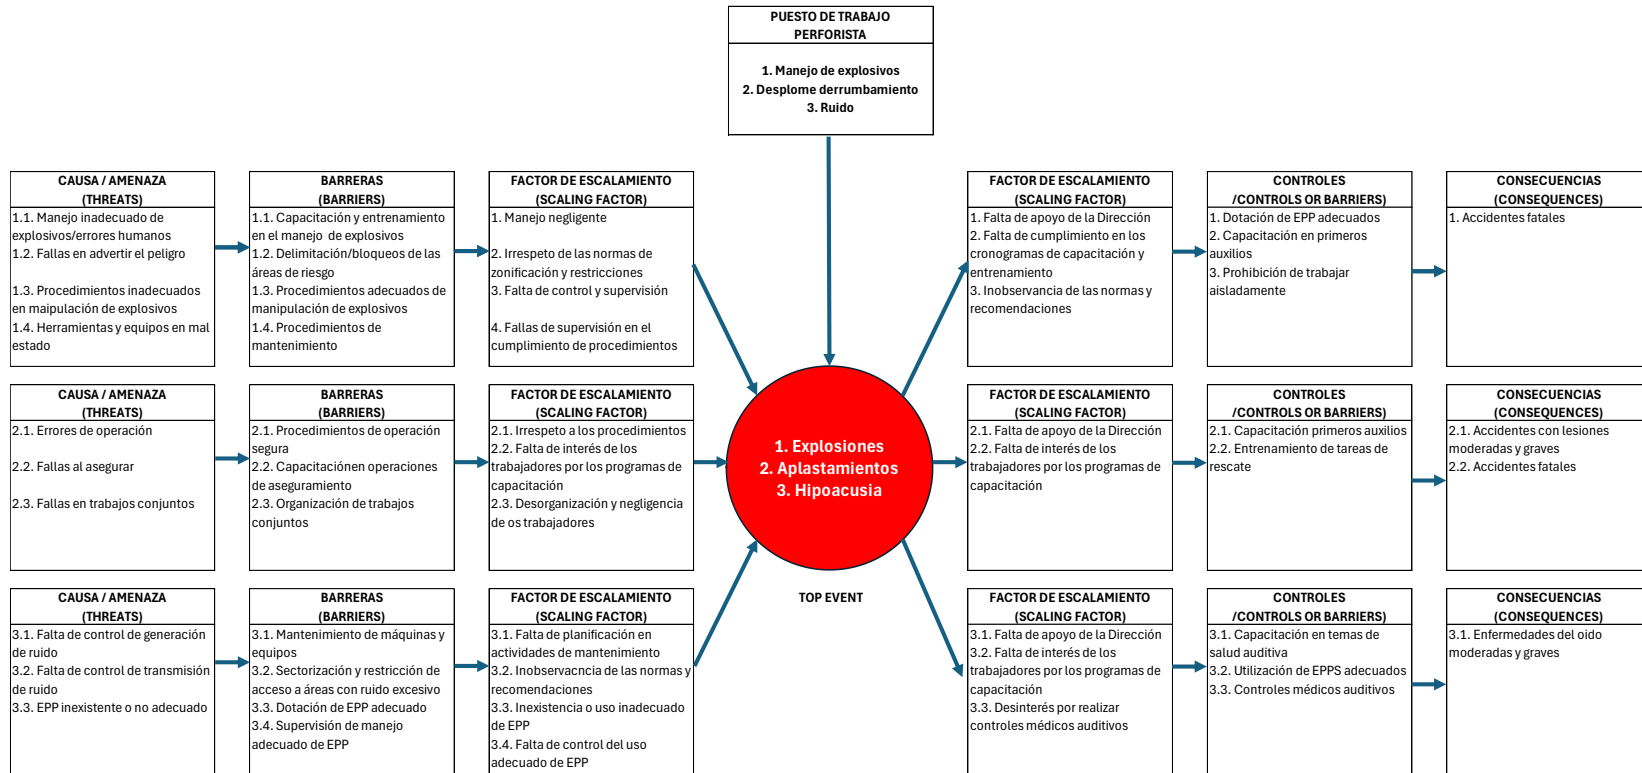 PUESTO DE TRABAJO
PERFORISTA
1. Manejo de explosivos
2. Desplome derrumbamiento
3. Ruido
CAUSA / AMENAZA
(THREATS)
1.1. Manejo inadecuado de
explosivos/errores humanos
1.2. Fallas en advertir el peligro
1.3. Procedimientos inadecuados
en maipulación de explosivos
1.4. Herramientas y equipos en mal
estado
BARRERAS
(BARRIERS)
1.1. Capacitación y entrenamiento
en el manejo de explosivos
1.2. Delimitación/bloqueos de las
áreas de riesgo
1.3. Procedimientos adecuados de
manipulación de explosivos
1.4. Procedimientos de
mantenimiento
FACTOR DE ESCALAMIENTO
(SCALING FACTOR)
1. Manejo negligente
2. Irrespeto de las normas de
zonificación y restricciones
3. Falta de control y supervisión
4. Fallas de supervisión en el
cumplimiento de procedimientos
FACTOR DE ESCALAMIENTO
(SCALING FACTOR)
1. Falta de apoyo de la Dirección
2. Falta de cumplimiento en los
cronogramas de capacitación y
entrenamiento
3. Inobservancia de las normas y
recomendaciones
CONTROLES
/CONTROLS OR BARRIERS)
1. Dotación de EPP adecuados
2. Capacitación en primeros
auxilios
3. Prohibición de trabajar
aisladamente
CONSECUENCIAS
(CONSEQUENCES)
1. Accidentes fatales
CAUSA / AMENAZA
(THREATS)
2.1. Errores de operación
2.2. Fallas al asegurar
2.3. Fallas en trabajos conjuntos
BARRERAS
(BARRIERS)
2.1. Procedimientos de operación
segura
2.2. Capacitaciónen operaciones
de aseguramiento
2.3. Organización de trabajos
conjuntos
FACTOR DE ESCALAMIENTO
(SCALING FACTOR)
2.1. Irrespeto a los procedimientos
2.2. Falta de interés de los
trabajadores por los programas de
capacitación
2.3. Desorganización y negligencia
de os trabajadores
1. Explosiones
2. Aplastamientos
3. Hipoacusia
TOP EVENT
FACTOR DE ESCALAMIENTO
(SCALING FACTOR)
2.1. Falta de apoyo de la Dirección
2.2. Falta de interés de los
trabajadores por los programas de
capacitación
CONTROLES
/CONTROLS OR BARRIERS)
2.1. Capacitación primeros auxilios
2.2. Entrenamiento de tareas de
rescate
CONSECUENCIAS
(CONSEQUENCES)
2.1. Accidentes con lesiones
moderadas y graves
2.2. Accidentes fatales
CAUSA / AMENAZA
(THREATS)
3.1. Falta de control de generación
de ruido
3.2. Falta de control de transmisión
de ruido
3.3. EPP inexistente o no adecuado
BARRERAS
(BARRIERS)
3.1. Mantenimiento de máquinas y
equipos
3.2. Sectorización y restricción de
acceso a áreas con ruido excesivo
3.3. Dotación de EPP adecuado
3.4. Supervisión de manejo
adecuado de EPP
FACTOR DE ESCALAMIENTO
(SCALING FACTOR)
3.1. Falta de planificación en
actividades de mantenimiento
3.2. Inobservacncia de las normas y
recomendaciones
3.3. Inexistencia o uso inadecuado
de EPP
3.4. Falta de control del uso
adecuado de EPP
FACTOR DE ESCALAMIENTO
(SCALING FACTOR)
3.1. Falta de apoyo de la Dirección
3.2. Falta de interés de los
trabajadores por los programas de
capacitación
3.3. Desinterés por realizar
controles médicos auditivos
CONTROLES
/CONTROLS OR BARRIERS)
3.1. Capacitación en temas de
salud auditiva
3.2. Utilización de EPPS adecuados
3.3. Controles médicos auditivos
CONSECUENCIAS
(CONSEQUENCES)
3.1. Enfermedades del oido
moderadas y graves